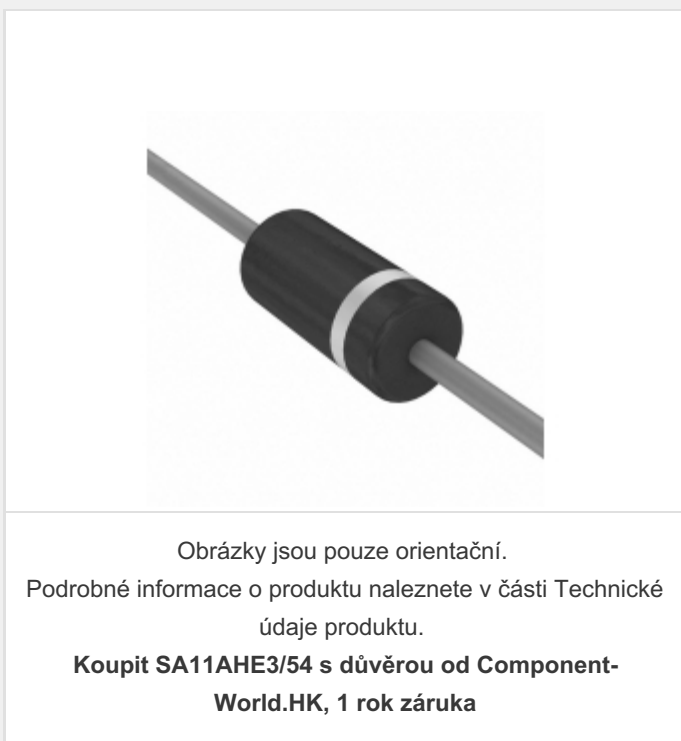 Obrázky jsou pouze orientační.
Podrobné informace o produktu naleznete v části Technické
údaje produktu.
Koupit SA11AHE3/54 s důvěrou od Component-
World.HK, 1 rok záruka